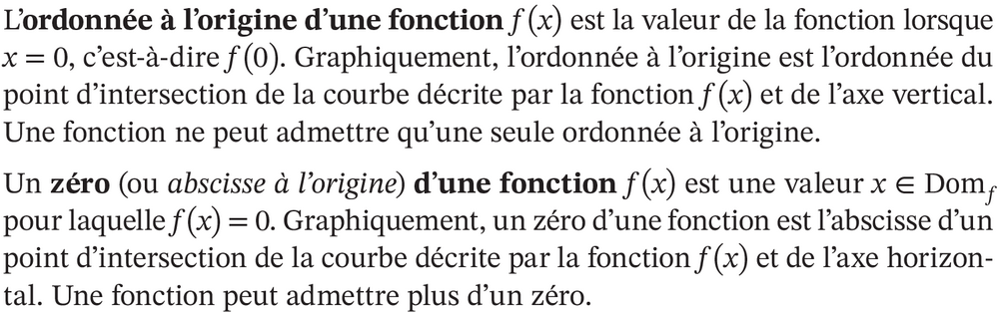 L’ordonnée à l’origine d’une fonction f(x) est la valeur de la fonction lorsque
x = 0, c’est-à-dire f(0). Graphiquement, l’ordonnée à l’origine est l’ordonnée du
point d’intersection de la courbe décrite par la fonction f(x) et de l’axe vertical.
Une fonction ne peut admettre qu’une seule ordonnée à l’origine.
Un zéro (ou abscisse à l’origine) d’une fonction f(x) est une valeur x ∈ Dom_f
pour laquelle f(x) = 0. Graphiquement, un zéro d’une fonction est l’abscisse d’un
point d’intersection de la courbe décrite par la fonction f(x) et de l’axe horizon-
tal. Une fonction peut admettre plus d’un zéro.